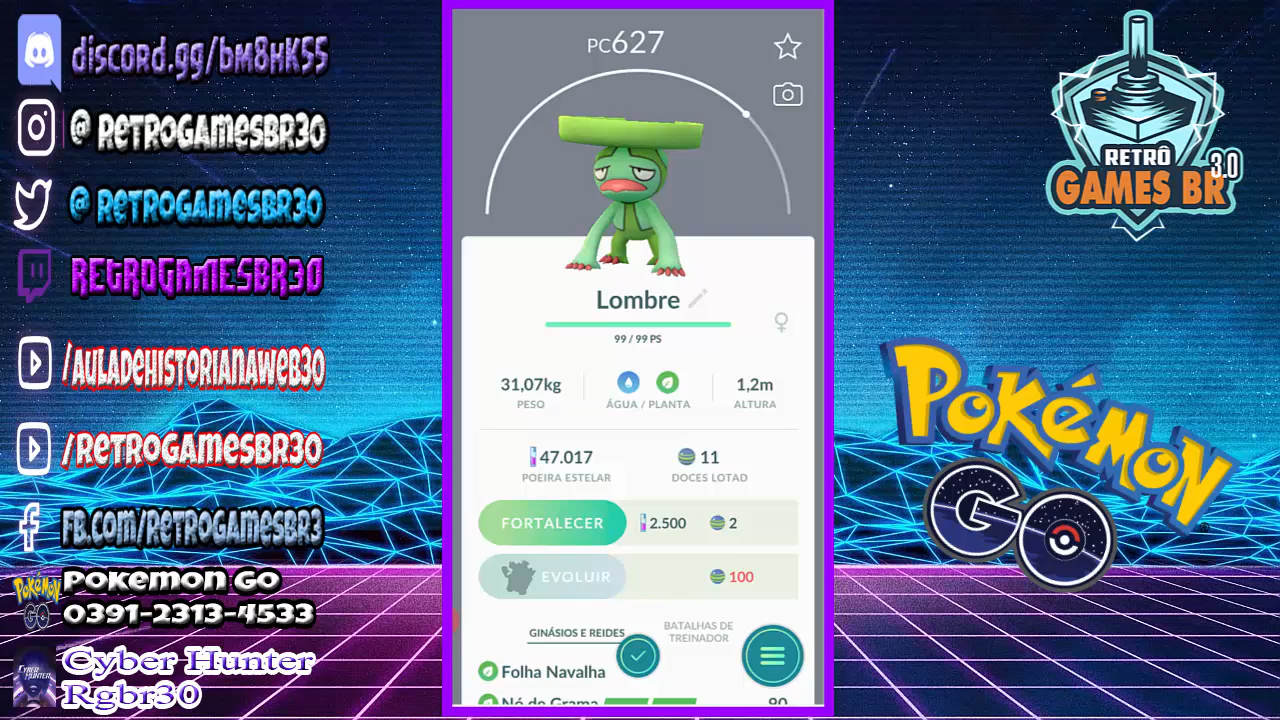 discord.gg/bm8hK55
@ RetroGamesBR30
@ RetroGamesBR30
RetroGamesBR30
/AuladeHistorianaWeb30
/RetroGamesBR30
FB.com/RetroGamesBR3
Pokemon GO
0391-2313-4533
Cyber Hunter
Rgbr30
PC627
Lombre
99 / 99 PS
31,07kg
PESO
ÁGUA / PLANTA
1,2m
ALTURA
47.017
POEIRA ESTELAR
11
DOCES LOTAD
FORTALECER
2.500
2
EVOLUIR
100
GINÁSIOS E REIDES
BATALHAS DE
TREINADOR
Folha Navalha
Nó de Grama
90
RETRÔ
GAMES BR
3.0
POKÉMON
GO